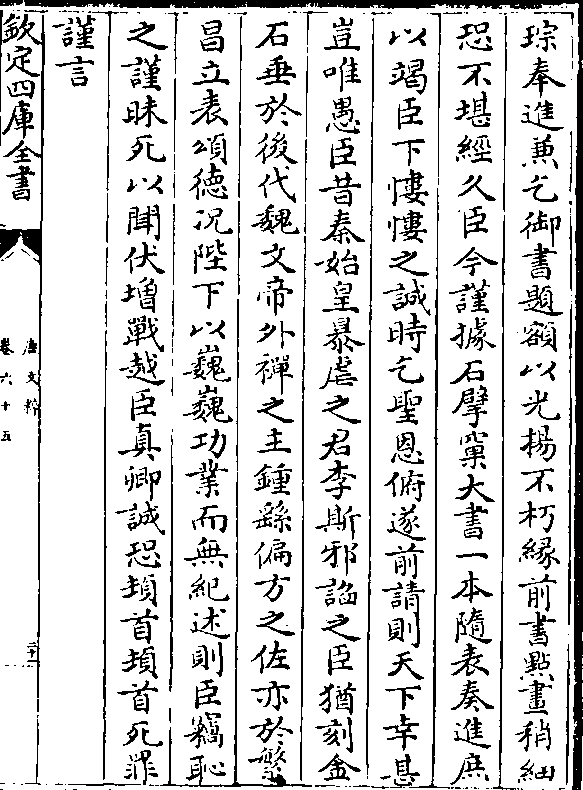 琮奉進兼乞御書題額以光揚不朽縁前書點畫稍細
恐不堪經久臣今謹據石擘窠大書一本隨表奏進庶
以竭臣下慺慺之誠時乞聖恩俯遂前請則天下幸甚
豈唯愚臣昔秦始皇暴虐之君李斯邪諂之臣猶刻金
石垂於後代魏文帝外禪之主鍾繇偏方之佐亦於繁
昌立表頌德况陛下以巍巍功業而無紀述則臣竊恥
之謹昧死以聞伏增戰越臣真卿誠恐頓首頓首死罪
謹言
欽定四庫全書
唐文粹
卷六十五